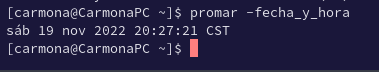 [carmona@CarmonaPC ~]$ promar -fecha_y_hora
sáb 19 nov 2022 20:27:21 CST
[carmona@CarmonaPC ~]$